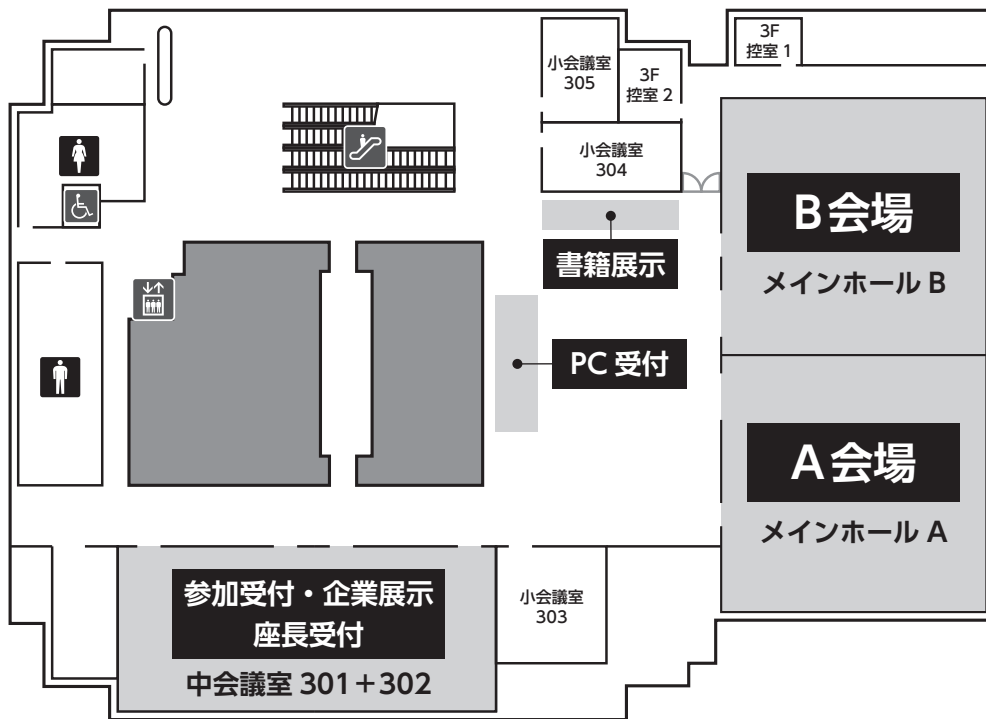 3F
控室 1
小会議室
305
3F
控室 2
小会議室
304
B会場
メインホール B
書籍展示
PC 受付
A会場
メインホール A
参加受付・企業展示
座長受付
中会議室 301＋302
小会議室
303